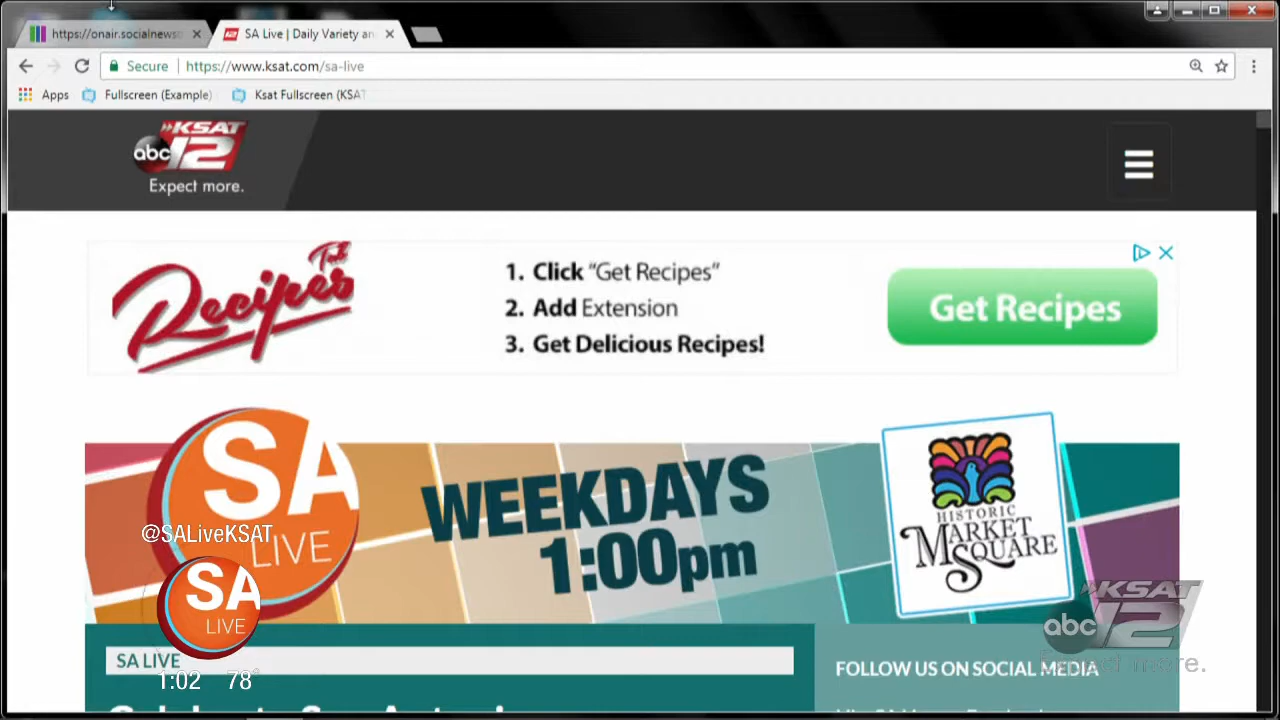 https://onair.socialnews
SA Live | Daily Variety an
Secure
https://www.ksat.com/sa-live
Apps
Fullscreen (Example)
Ksat Fullscreen (KSAT
KSAT
abc 12
Expect more.
Tab
Recipes
1. Click "Get Recipes"
2. Add Extension
3. Get Delicious Recipes!
Get Recipes
SA
LIVE
WEEKDAYS
1:00pm
HISTORIC
MARKET
SQUARE
@SALiveKSAT
SA
LIVE
KSAT
abc 12
Expect more.
SA LIVE
1:02 78°
FOLLOW US ON SOCIAL MEDIA